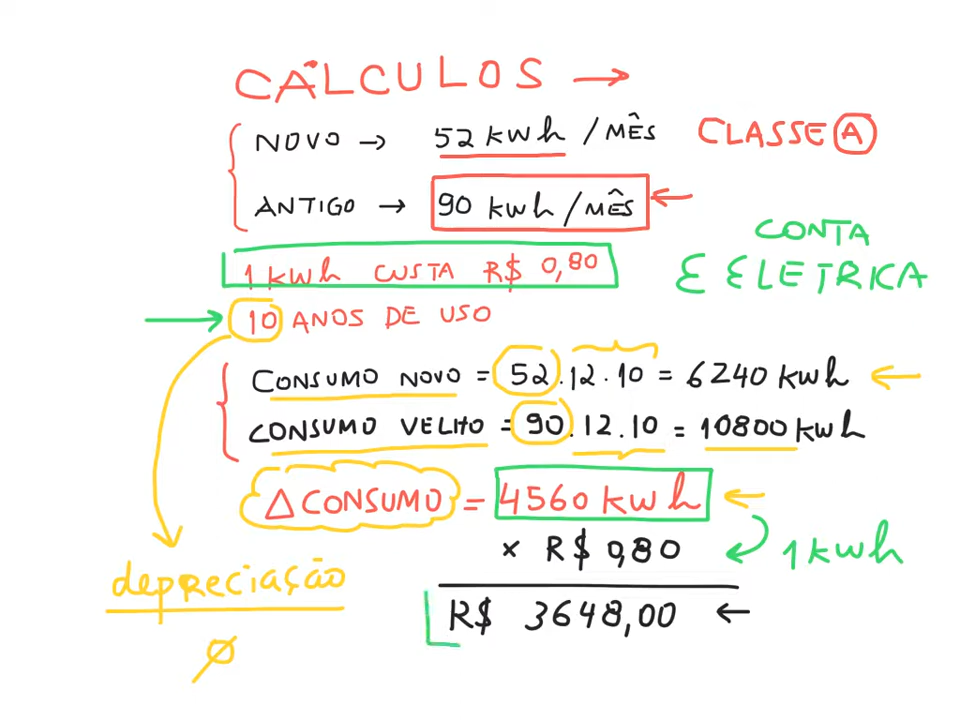 CÁLCULOS →
NOVO → 52 kWh /MÊS
CLASSE A
ANTIGO → 90 kWh /MÊS ←
CONTA
ELETRICA
1 kWh CUSTA R$ 0,80
→ 10 ANOS DE USO
CONSUMO NOVO = 52.12.10 = 6240 kWh ←
CONSUMO VELHO = 90.12.10 = 10800 kWh
Δ CONSUMO = 4560 kWh ←
x R$ 0,80
1 kWh
depreciação
R$ 3648,00 ←
Ø